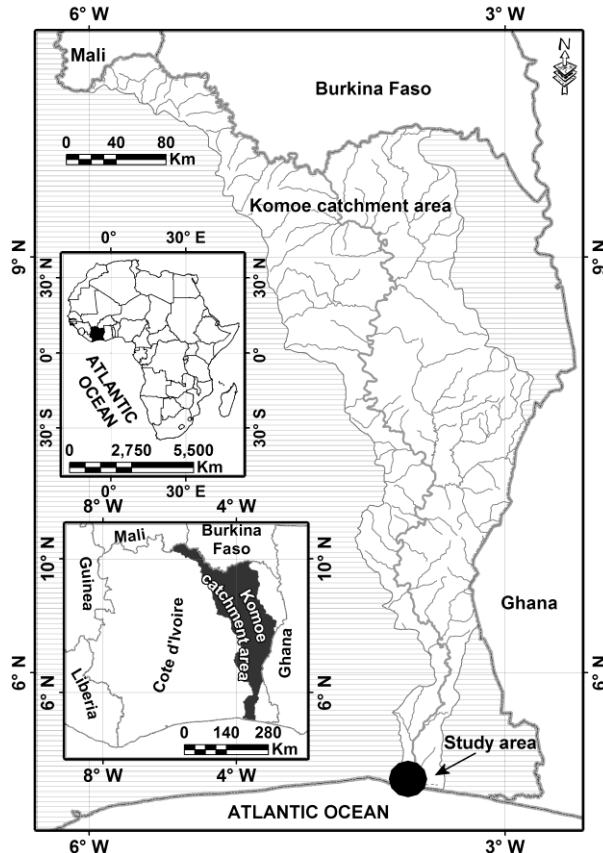 6° W
3° W
Mali
N
Burkina Faso
0 40 80
Km
Komoe catchment area
9° N
9° N
0°
30° E
30° N
30° N
0°
0°
ATLANTIC
OCEAN
30° S
30° S
0 2,750 5,500
Km
0°
30° E
8° W
4° W
Mali
Burkina
Faso
Guinea
10° N
10° N
Komoe
catchment area
Cote d'Ivoire
Ghana
Liberia
6° N
6° N
0 140 280
Km
8° W
4° W
Ghana
6° N
6° N
Study area
ATLANTIC OCEAN
6° W
3° W